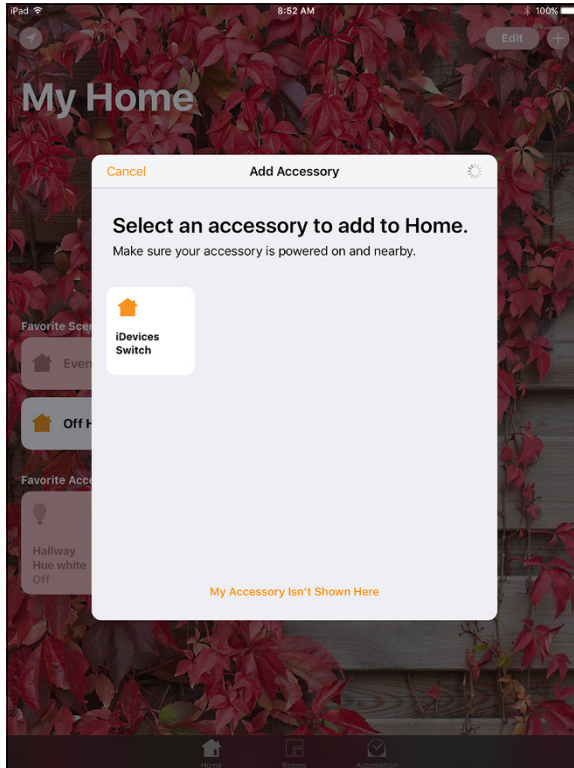 iPad
8:52 AM
100%
Edit
My Home
Cancel
Add Accessory
Select an accessory to add to Home.
Make sure your accessory is powered on and nearby.
iDevices
Switch
Favorite Scen
Even
Off H
Favorite Acce
Hallway
Hue white
Off
My Accessory Isn't Shown Here
Home
Rooms
Automation